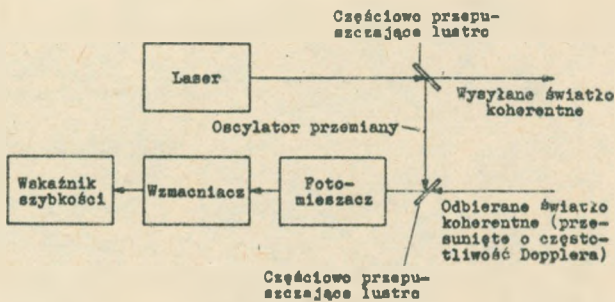 Częściowo przepu-
szczające lustro
Laser
Wysyłane światło
koherentne
Oscylator przemiany
Wskaźnik
szybkości
Wzmacniacz
Foto-
mieszacz
Odbierane światło
koherentne (prze-
sunięte o często-
tliwość Dopplera)
Częściowo przepu-
szczające lustro